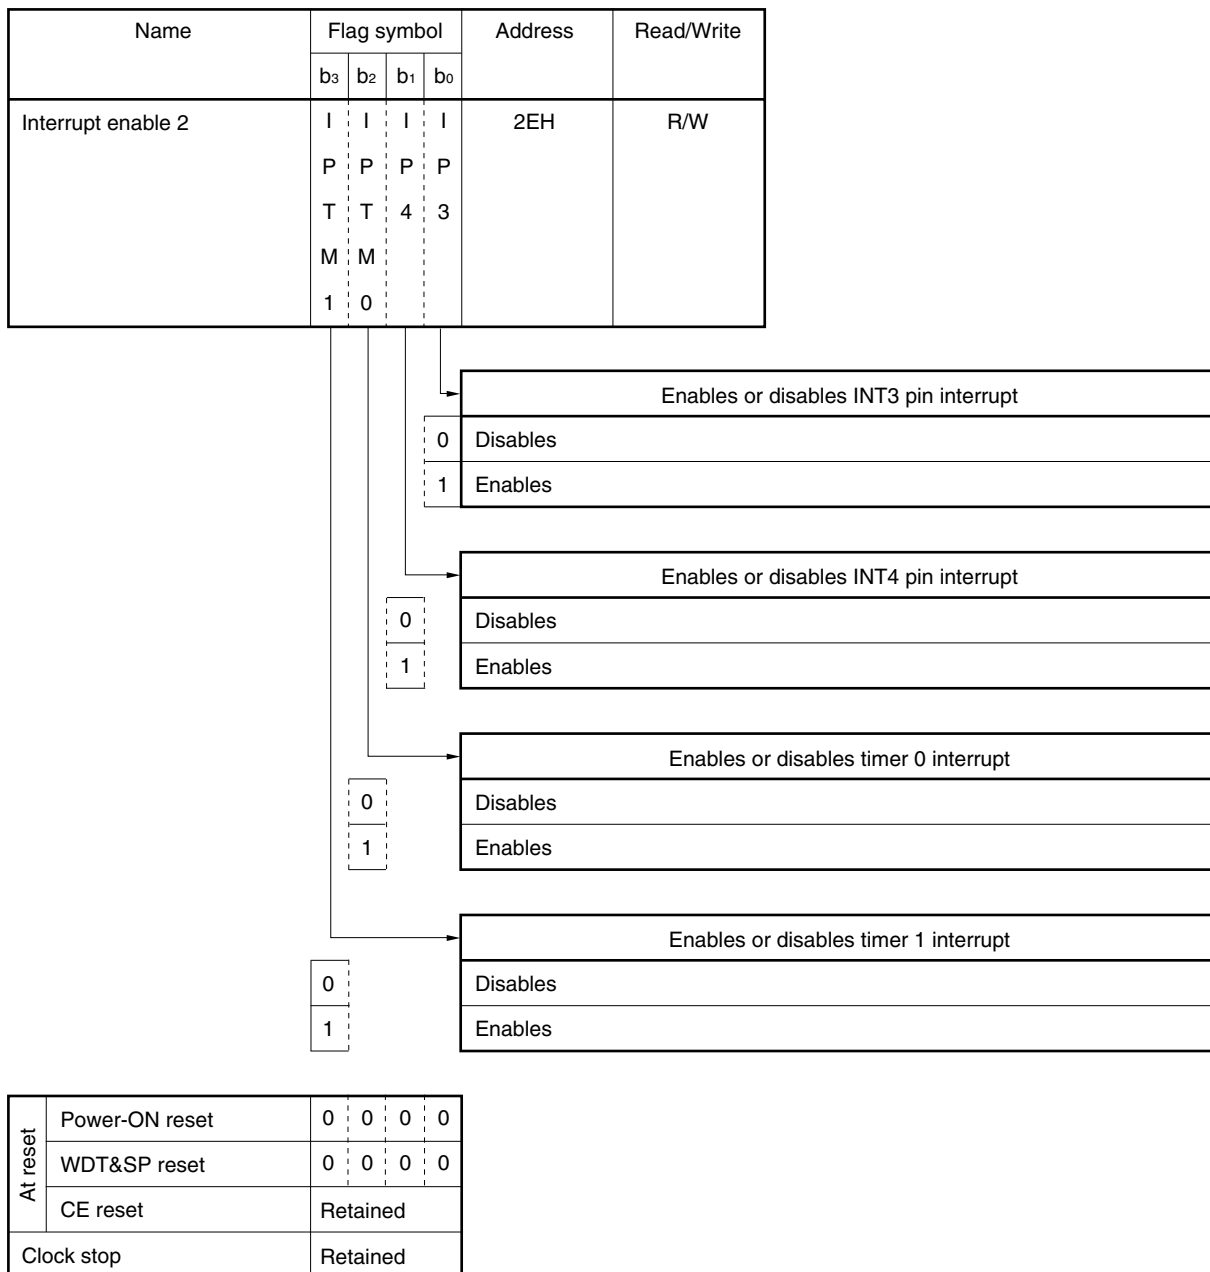 Name Flag symbol Address Read/Write
b3 b2 b1 b0
Interrupt enable 2 I I I I 2EH R/W
P P P P
T T 4 3
M M
1 0
Enables or disables INT3 pin interrupt
0 Disables
1 Enables
Enables or disables INT4 pin interrupt
0 Disables
1 Enables
Enables or disables timer 0 interrupt
0 Disables
1 Enables
Enables or disables timer 1 interrupt
0 Disables
1 Enables
At reset
Power-ON reset 0 0 0 0
WDT&SP reset 0 0 0 0
CE reset Retained
Clock stop Retained